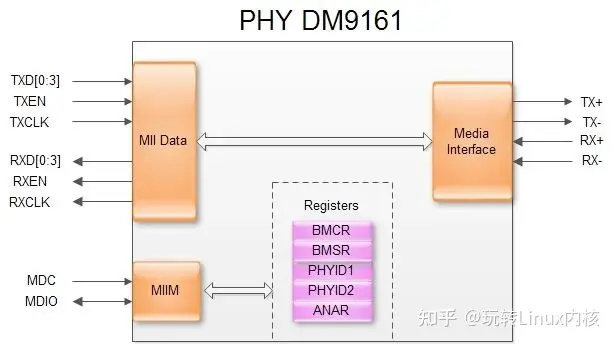 PHY DM9161
TXD[0:3]
TXEN
TXCLK
RXD[0:3]
RXEN
RXCLK
MII Data
Media
Interface
TX+
TX-
RX+
RX-
Registers
BMCR
BMSR
PHYID1
PHYID2
ANAR
MDC
MDIO
MIIM
知乎 @玩转Linux内核